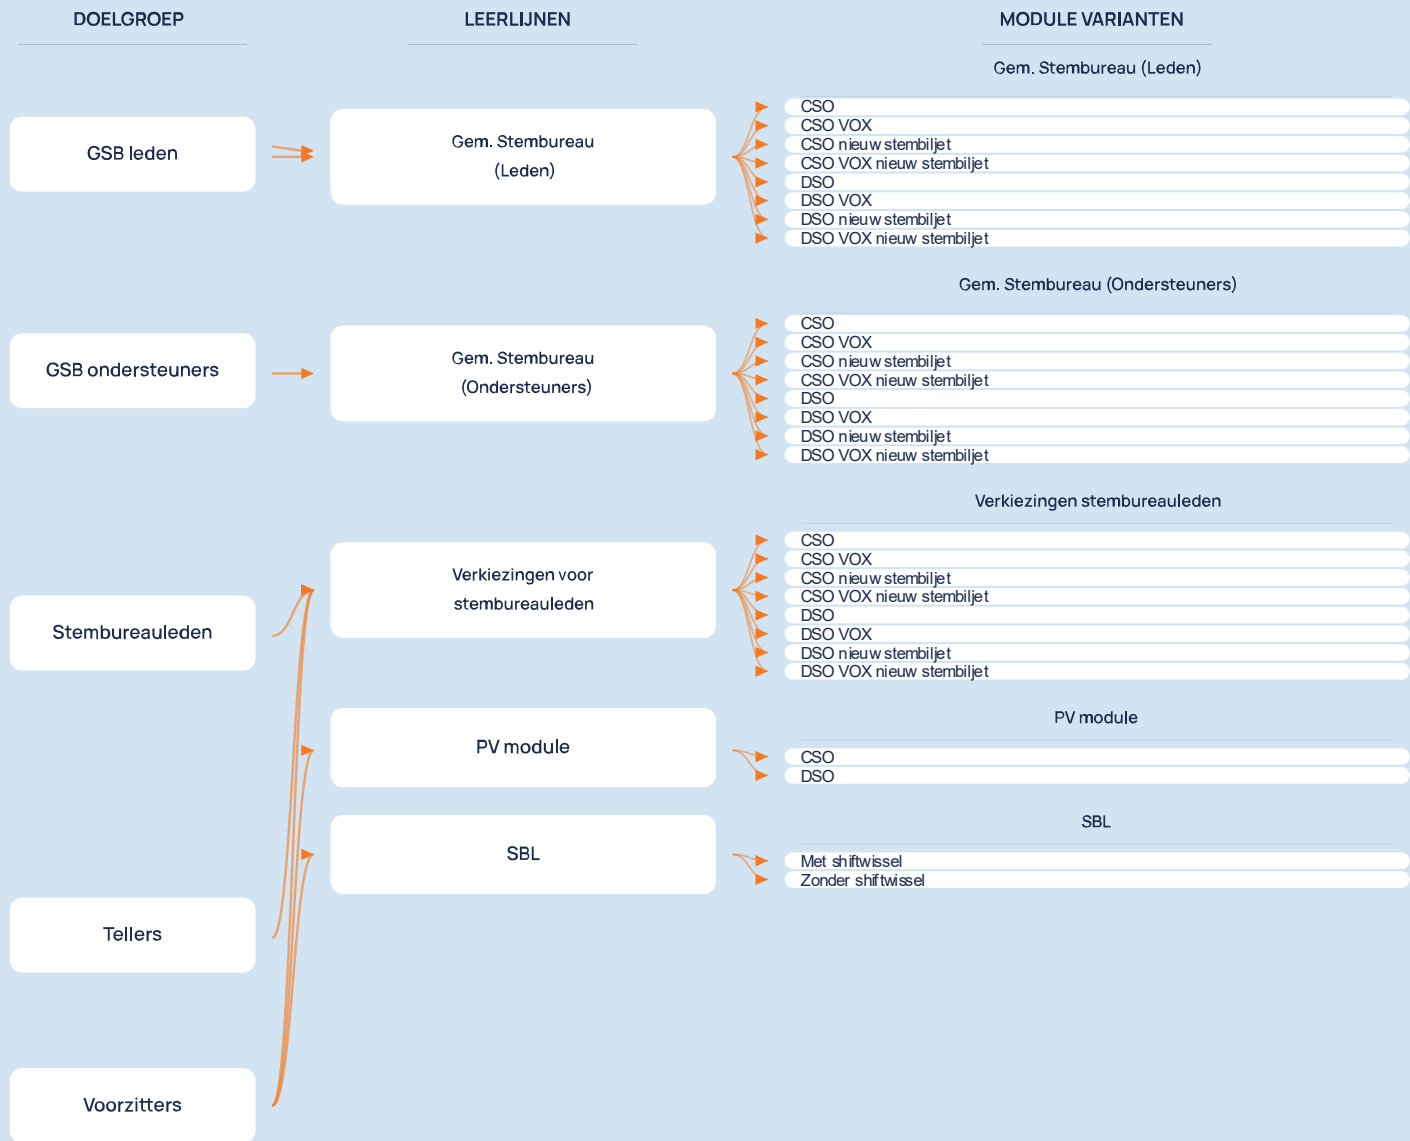 DOELGROEP
LEERLIJNEN
MODULE VARIANTEN
GSB leden
Gem. Stembureau
(Leden)
Gem. Stembureau (Leden)
CSO
CSO VOX
CSO nieuw stembiljet
CSO VOX nieuw stembiljet
DSO
DSO VOX
DSO nieuw stembiljet
DSO VOX nieuw stembiljet
GSB ondersteuners
Gem. Stembureau
(Ondersteuners)
Gem. Stembureau (Ondersteuners)
CSO
CSO VOX
CSO nieuw stembiljet
CSO VOX nieuw stembiljet
DSO
DSO VOX
DSO nieuw stembiljet
DSO VOX nieuw stembiljet
Stembureauleden
Verkiezingen voor
stembureauleden
Verkiezingen stembureauleden
CSO
CSO VOX
CSO nieuw stembiljet
CSO VOX nieuw stembiljet
DSO
DSO VOX
DSO nieuw stembiljet
DSO VOX nieuw stembiljet
PV module
PV module
CSO
DSO
SBL
SBL
Met shiftwissel
Zonder shiftwissel
Tellers
Voorzitters